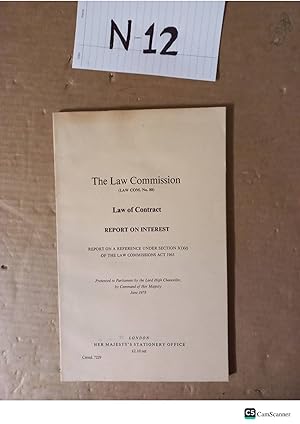 N-12
The Law Commission
(LAW COM. No. 88)
Law of Contract
REPORT ON INTEREST
REPORT ON A REFERENCE UNDER SECTION 3(1)(e)
OF THE LAW COMMISSIONS ACT 1965
Presented to Parliament by the Lord High Chancellor,
by Command of Her Majesty
June 1978
LONDON
HER MAJESTY'S STATIONERY OFFICE
net
Cmnd. 7229
CS CamScanner